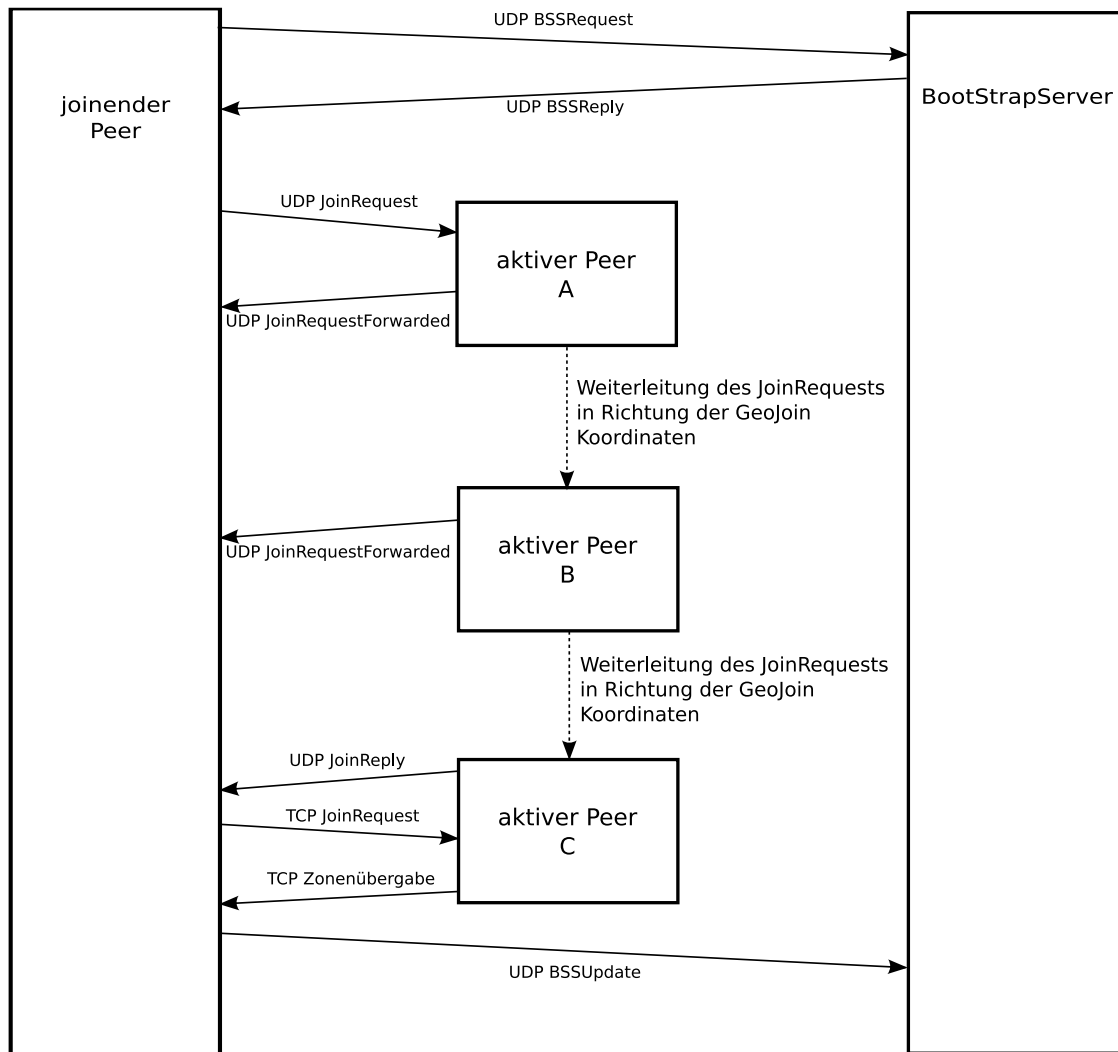 UDP BSSRequest
joinender
Peer
UDP BSSReply
BootStrapServer
UDP JoinRequest
aktiver Peer
A
UDP JoinRequestForwarded
Weiterleitung des JoinRequests
in Richtung der GeoJoin
Koordinaten
aktiver Peer
B
UDP JoinRequestForwarded
Weiterleitung des JoinRequests
in Richtung der GeoJoin
Koordinaten
UDP JoinReply
TCP JoinRequest
aktiver Peer
C
TCP Zonenübergabe
UDP BSSUpdate